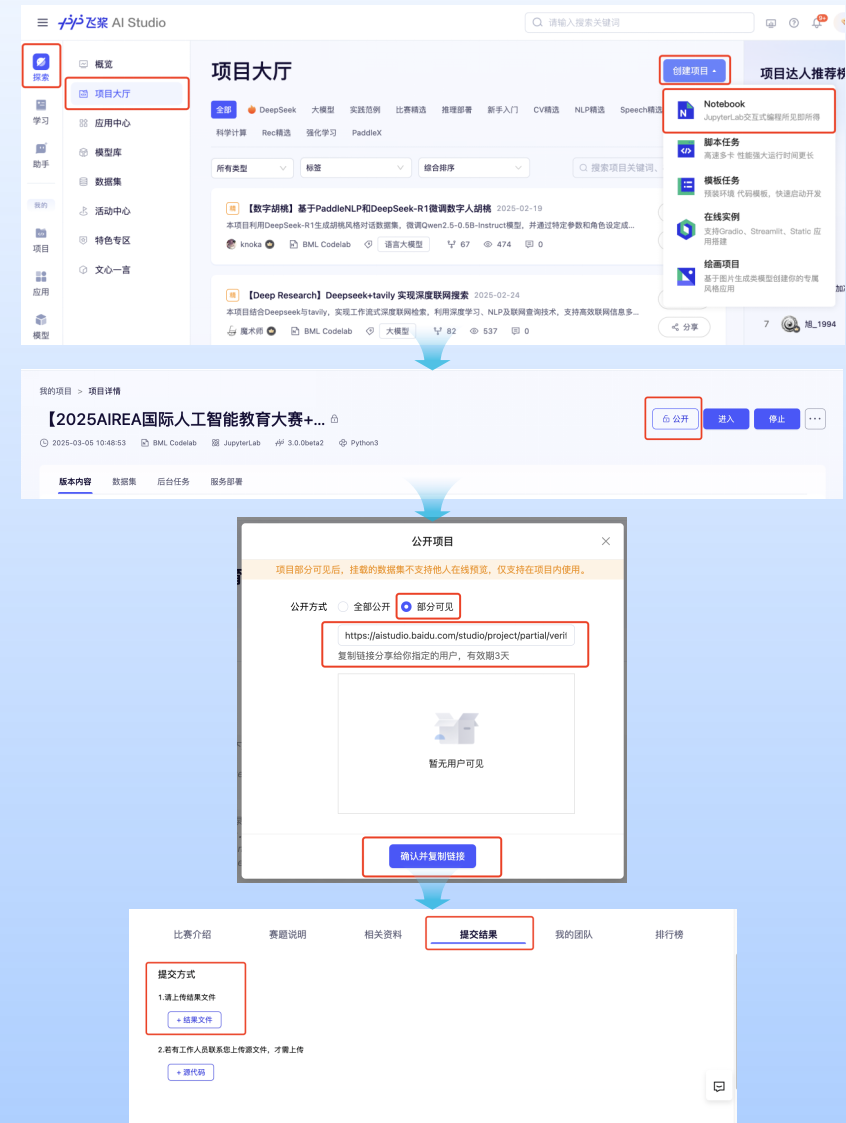 飞桨 AI Studio
请输入搜索关键词
9+
探索
学习
助手
我的
项目
应用
模型
概览
项目大厅
应用中心
模型库
数据集
活动中心
特色专区
文心一言
项目大厅
创建项目
项目达人推荐榜
全部 DeepSeek 大模型 实践范例 比赛精选 推理部署 新手入门 CV精选 NLP精选 Speech精选
科学计算 Rec精选 强化学习 PaddleX
所有类型 标签 综合排序 搜索项目关键词、
Notebook
JupyterLab交互式编程所见即所得
脚本任务
高速多卡 性能强大运行时间更长
模板任务
预装环境 代码模板，快速启动开发
在线实例
支持Gradio、Streamlit、Static 应
用搭建
绘画项目
基于图片生成类模型创建你的专属
风格应用
精 【数字胡桃】基于PaddleNLP和DeepSeek-R1微调数字人胡桃 2025-02-19
本项目利用DeepSeek-R1生成胡桃风格对话数据集，微调Qwen2.5-0.5B-Instruct模型，并通过特定参数和角色设定成...
knoka BML Codelab 语言大模型 67 474 0
精 【Deep Research】Deepseek+tavily 实现深度联网搜索 2025-02-24
本项目结合Deepseek与tavily，实现工作流式深度联网检索，利用深度学习、NLP及联网查询技术，支持高效联网信息多...
魔术师 BML Codelab 大模型 82 537 0
分享
7 旭_1994
我的项目 > 项目详情
【2025AIREA国际人工智能教育大赛+...
公开 进入 停止 ...
2025-03-05 10:48:53 BML Codelab JupyterLab 3.0.0beta2 Python3
版本内容 数据集 后台任务 服务部署
公开项目
项目部分可见后，挂载的数据集不支持他人在线预览，仅支持在项目内使用。
公开方式 全部公开 部分可见
https://aistudio.baidu.com/studio/project/partial/verif
复制链接分享给你指定的用户，有效期3天
暂无用户可见
确认并复制链接
比赛介绍 赛题说明 相关资料 提交结果 我的团队 排行榜
提交方式
1.请上传结果文件
+ 结果文件
2.若有工作人员联系您上传源文件，才需上传
+ 源代码